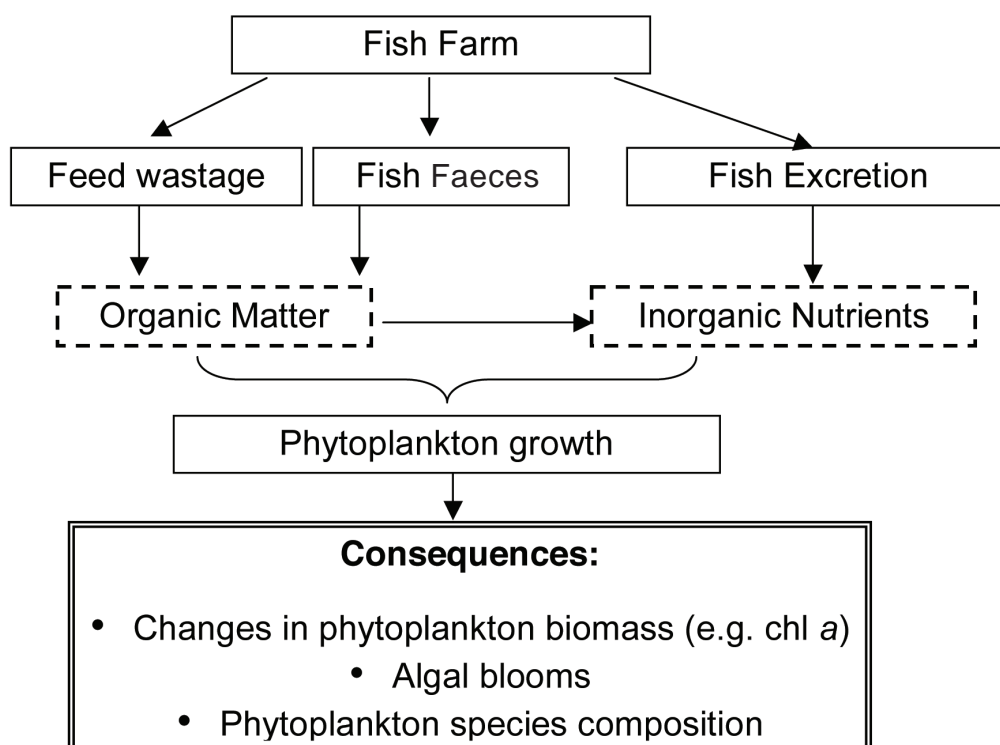 Fish Farm
Feed wastage
Fish Faeces
Fish Excretion
Organic Matter
Inorganic Nutrients
Phytoplankton growth
Consequences:
• Changes in phytoplankton biomass (e.g. chl a)
• Algal blooms
• Phytoplankton species composition